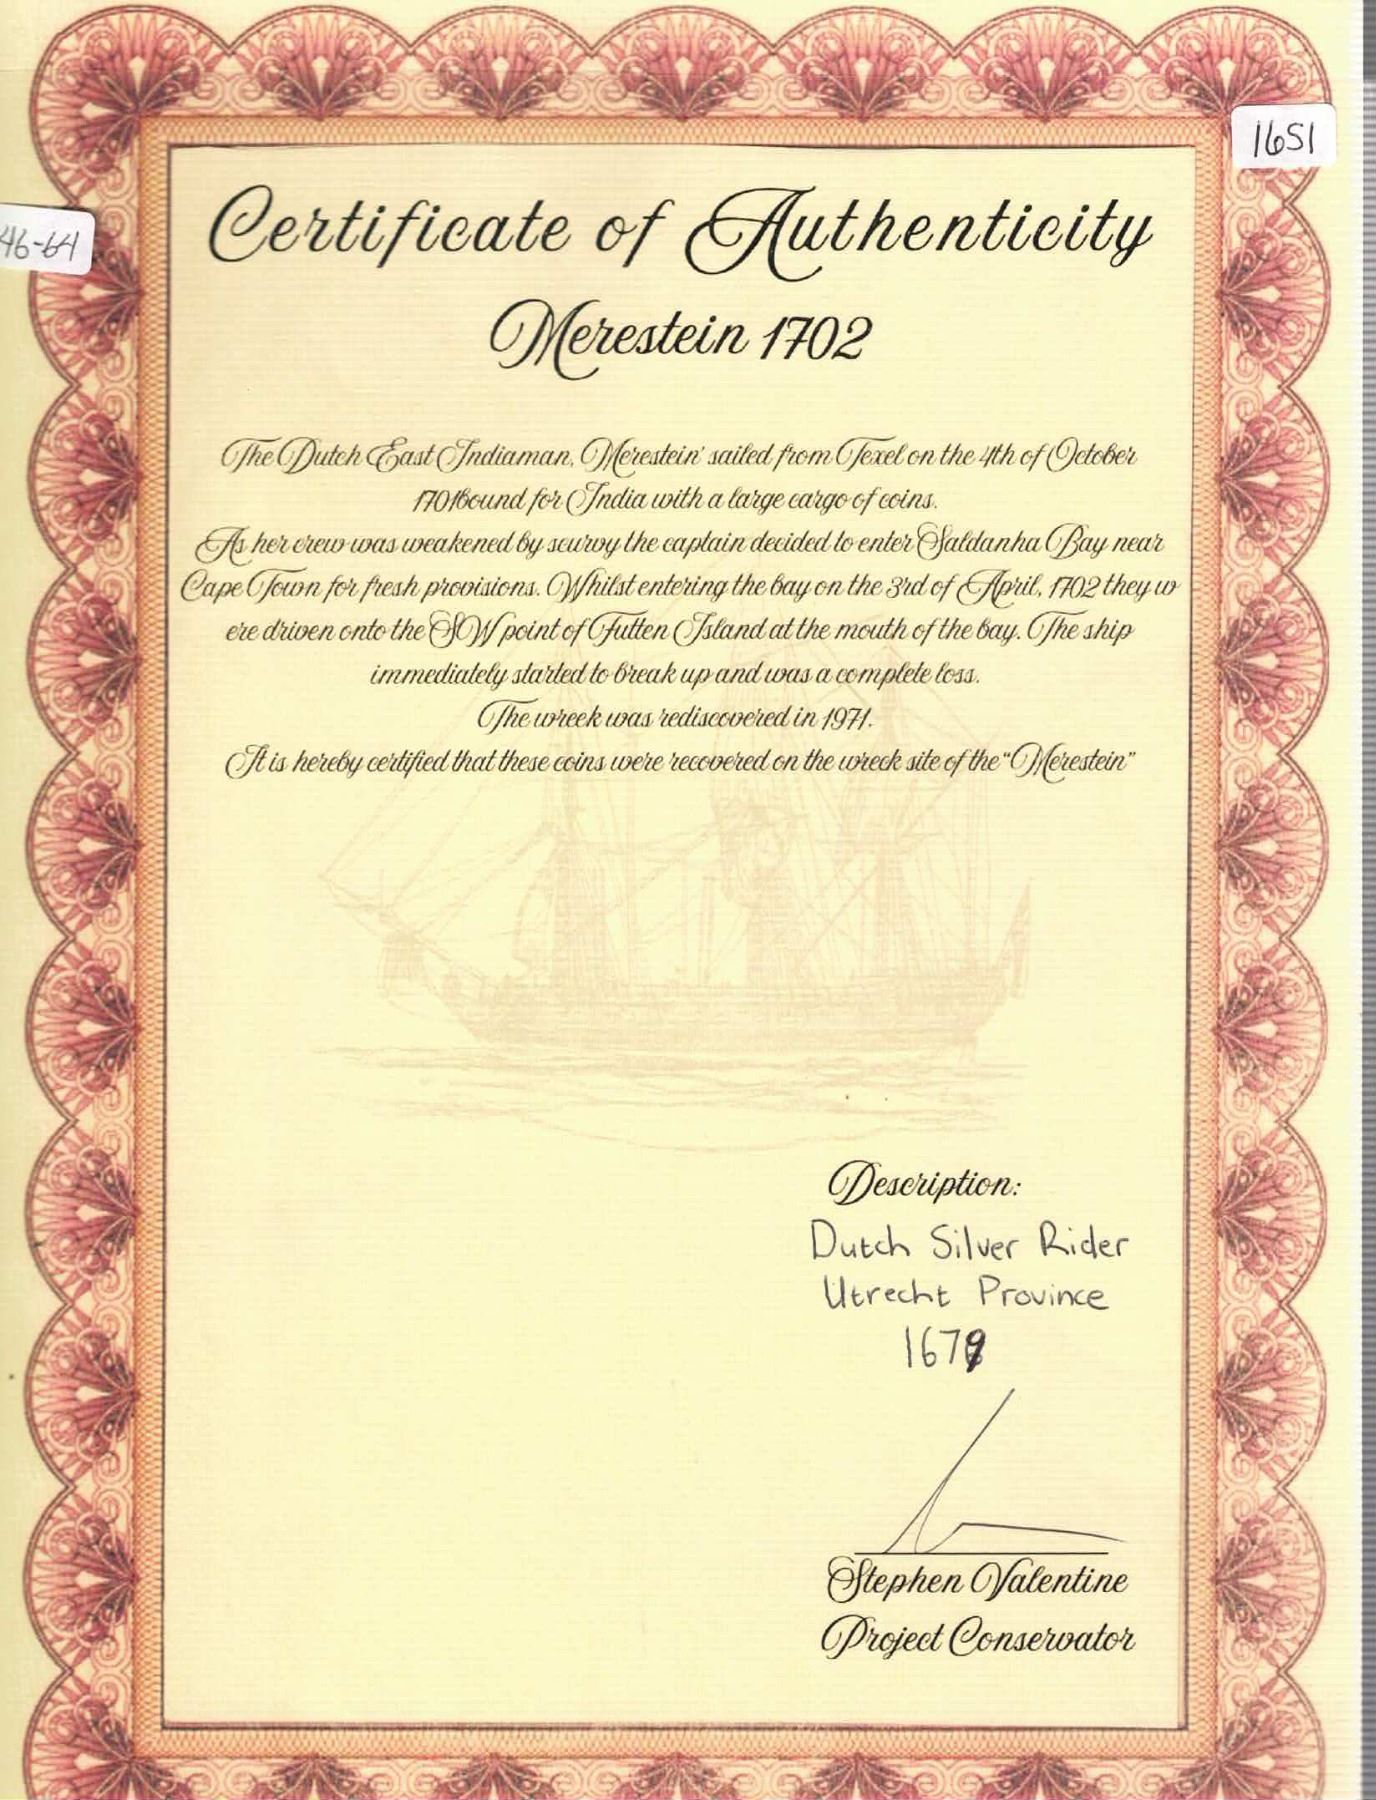 1651
46-64
Certificate of Authenticity
Merestein 1702
The Dutch East Indiaman, Merestein' sailed from Texel on the 4th of October
1701bound for India with a large cargo of coins.
As her crew was weakened by scurvy the captain decided to enter Saldanha Bay near
Cape Town for fresh provisions. Whilst entering the bay on the 3rd of April, 1702 they w
ere driven onto the SW point of Futten Island at the mouth of the bay. The ship
immediately started to break up and was a complete loss.
The wreck was rediscovered in 1971.
It is hereby certified that these coins were recovered on the wreck site of the "Merestein"
Description:
Dutch Silver Rider
Utrecht Province
1679
Stephen Valentine
Project Conservator